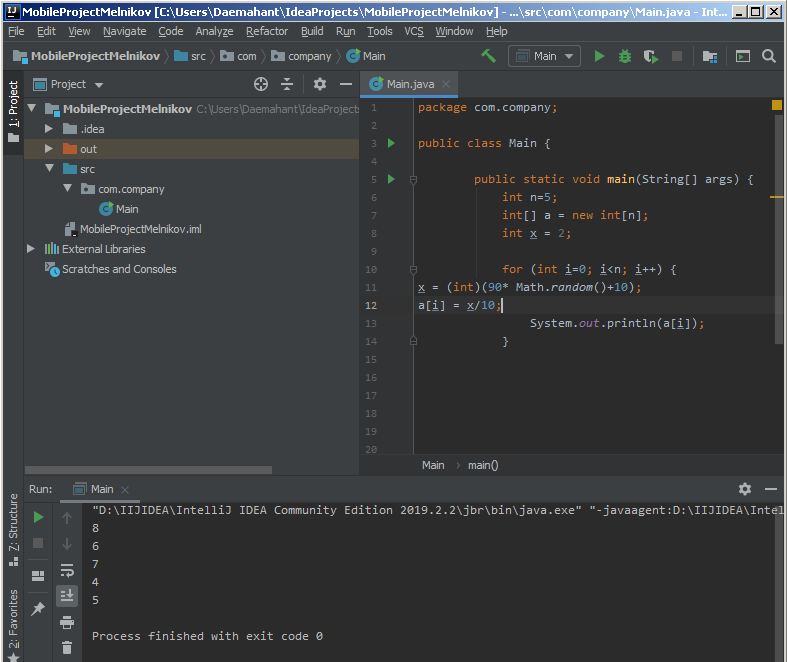 MobileProjectMelnikov [C:\Users\Daemahant\IdeaProjects\MobileProjectMelnikov] - ...\src\com\company\Main.java - Int...
File Edit View Navigate Code Analyze Refactor Build Run Tools VCS Window Help
MobileProjectMelnikov src com company Main Main
1: Project
Project
MobileProjectMelnikov C:\Users\Daemahant\IdeaProjects
.idea
out
src
com.company
Main
MobileProjectMelnikov.iml
External Libraries
Scratches and Consoles
Main.java
1 package com.company;
2
3 public class Main {
4
5 public static void main(String[] args) {
6 int n=5;
7 int[] a = new int[n];
8 int x = 2;
9
10 for (int i=0; i<n; i++) {
11 x = (int)(90* Math.random()+10);
12 a[i] = x/10;
13 System.out.println(a[i]);
14 }
15
16
17
18
19
20
Main main()
Run: Main
7: Structure
2: Favorites
"D:\IIJIDEA\IntelliJ IDEA Community Edition 2019.2.2\jbr\bin\java.exe" "-javaagent:D:\IIJIDEA\Intel
8
6
7
4
5
Process finished with exit code 0